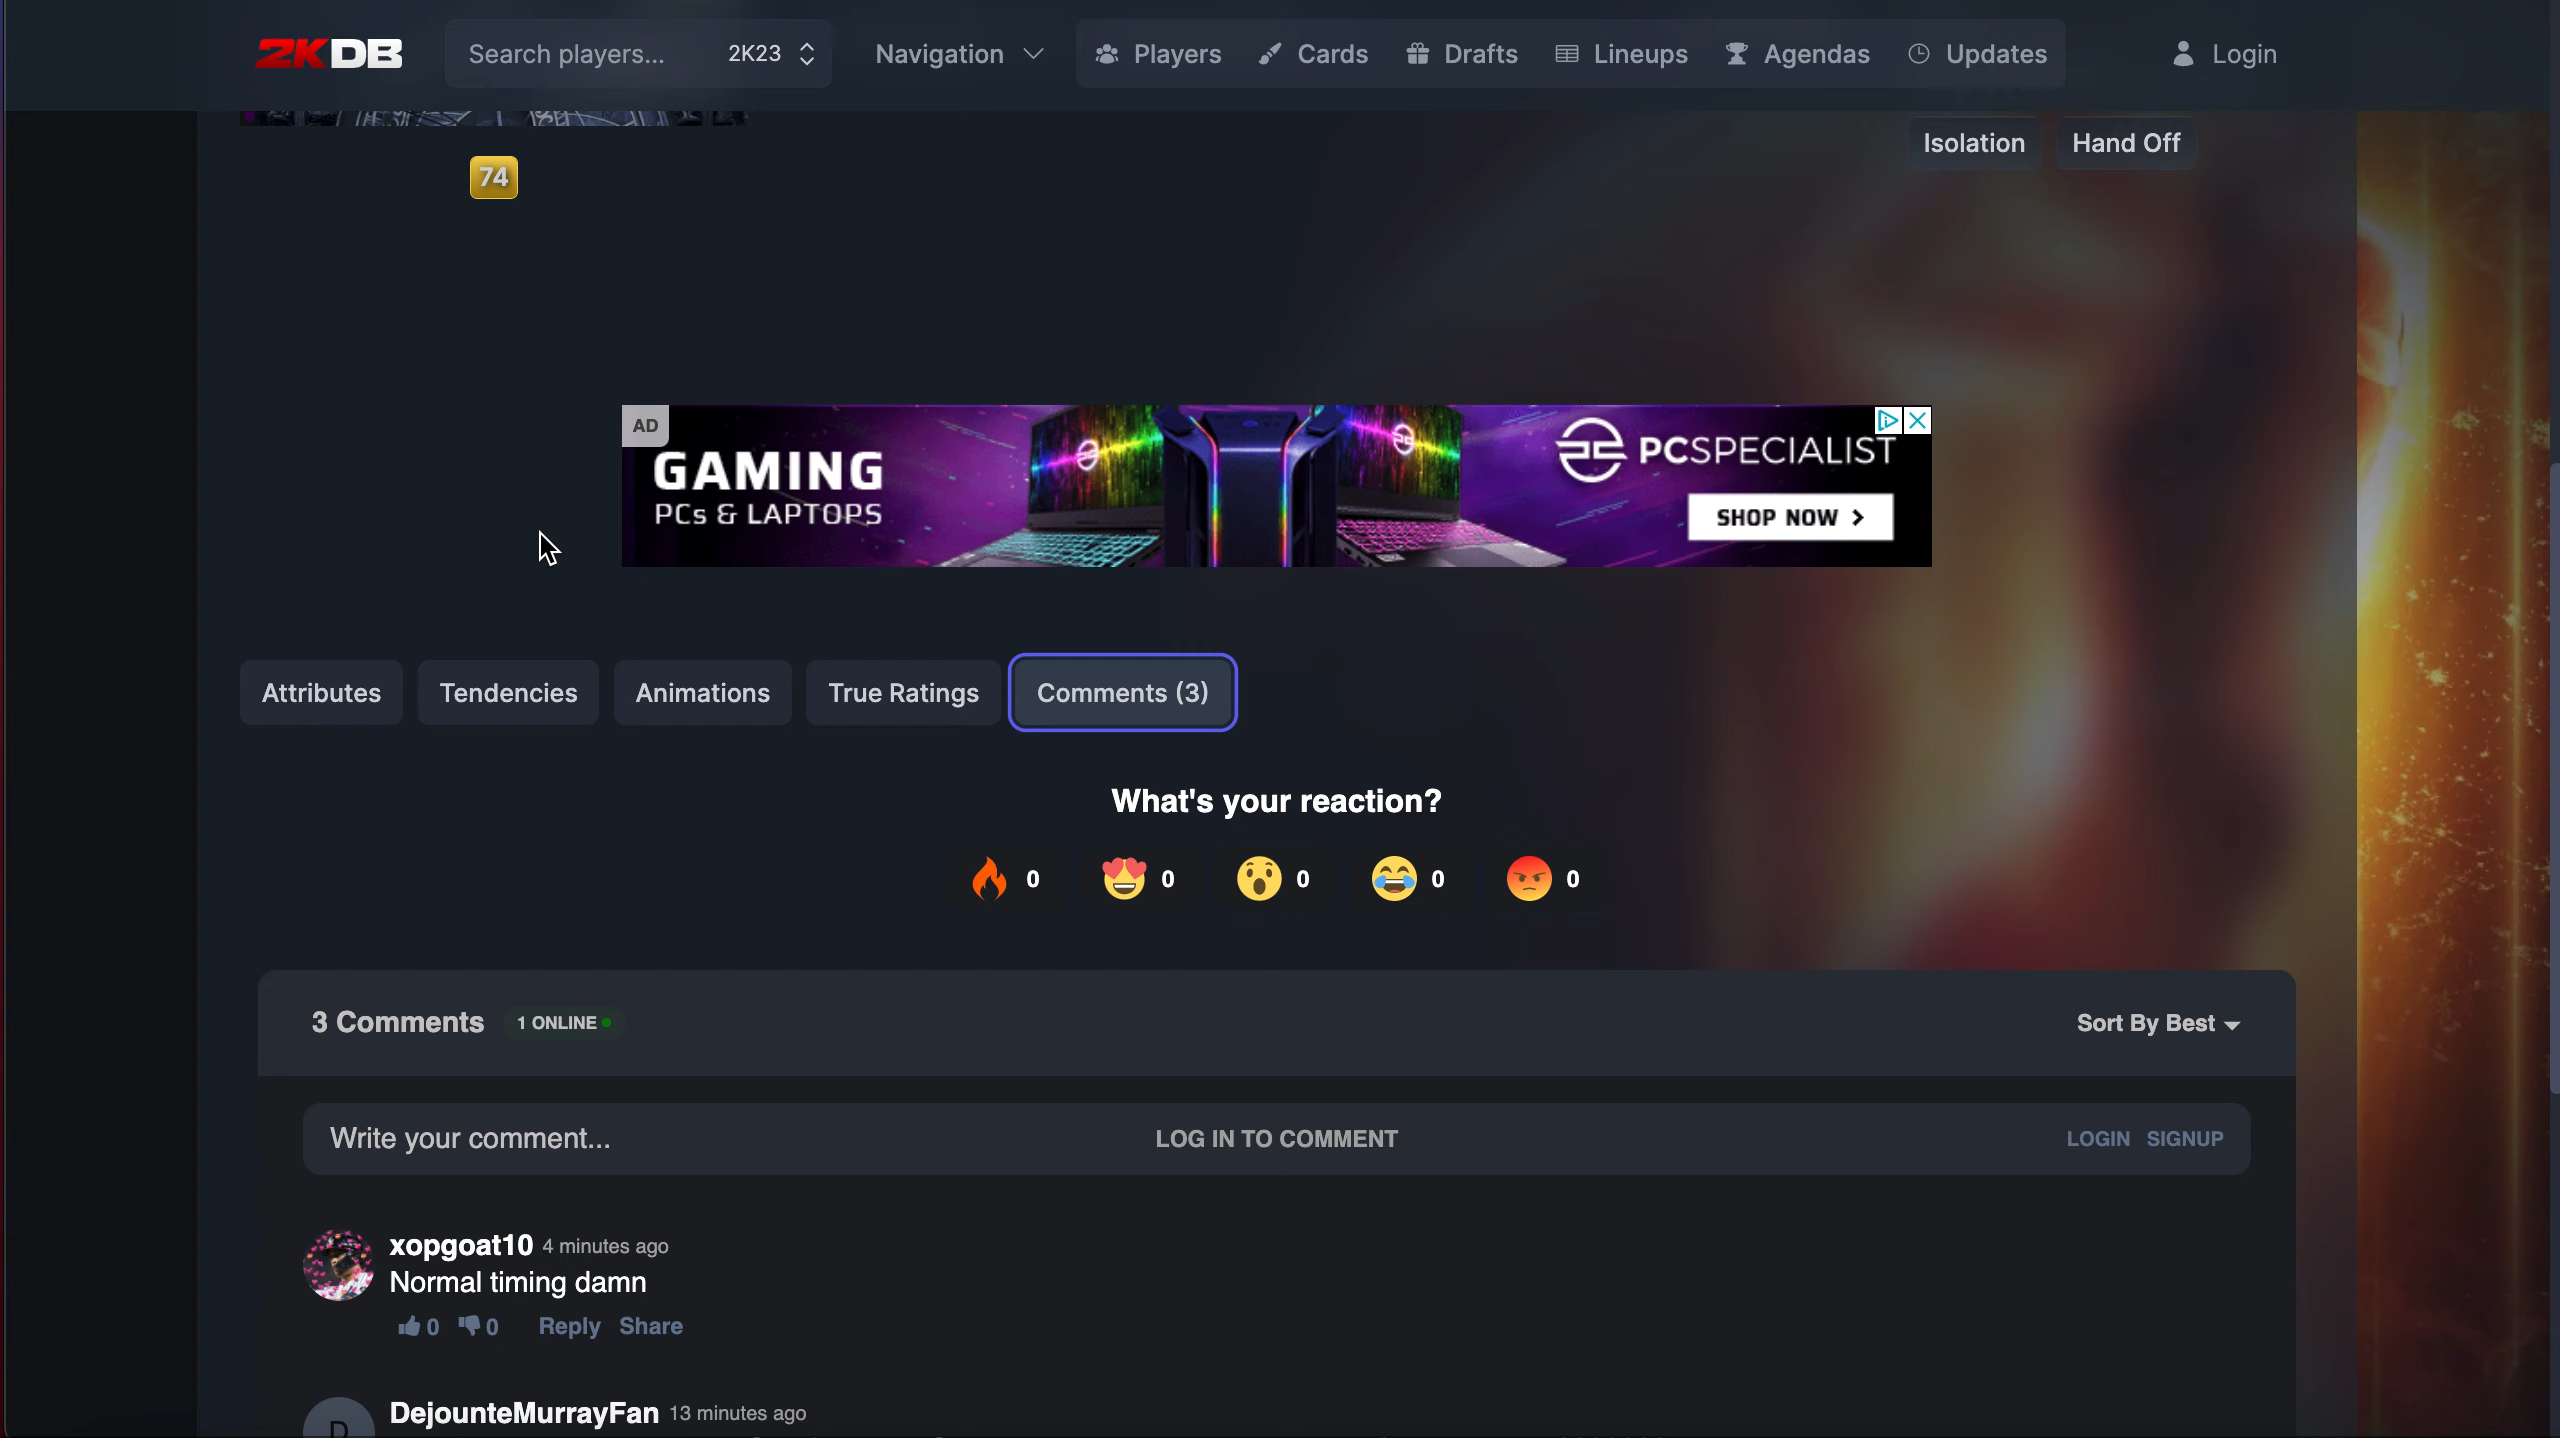 2KDB Search players... 2K23 Navigation Players Cards Drafts Lineups Agendas Updates Login
Isolation Hand Off
74
AD
GAMING
PCs & LAPTOPS
PCSPECIALIST
SHOP NOW >
Attributes Tendencies Animations True Ratings Comments (3)
What's your reaction?
0 0 0 0 0
3 Comments 1 ONLINE Sort By Best
Write your comment... LOG IN TO COMMENT LOGIN SIGNUP
xopgoat10 4 minutes ago
Normal timing damn
0 0 Reply Share
DejounteMurrayFan 13 minutes ago
D